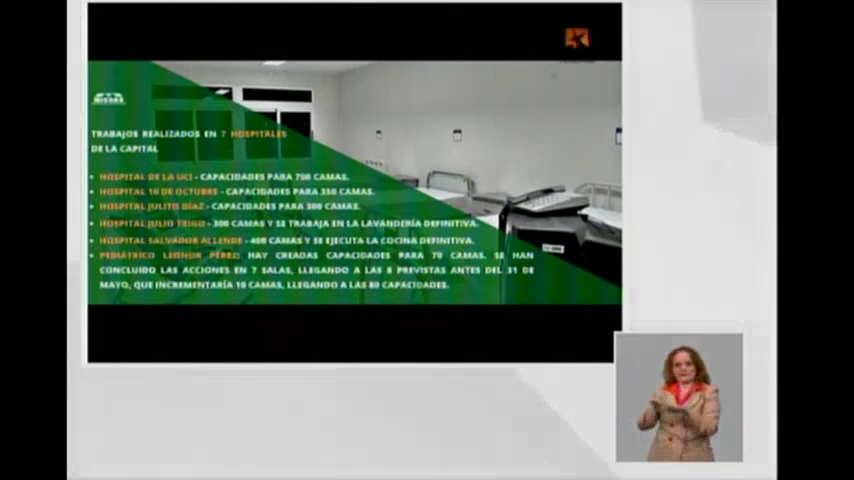 MICONS
TRABAJOS REALIZADOS EN 7 HOSPITALES
DE LA CAPITAL
• HOSPITAL DE LA UCI - CAPACIDADES PARA 700 CAMAS.
• HOSPITAL 10 DE OCTUBRE - CAPACIDADES PARA 350 CAMAS.
• HOSPITAL JULITO DÍAZ - CAPACIDADES PARA 300 CAMAS.
• HOSPITAL JULIO TRIGO - 300 CAMAS Y SE TRABAJA EN LA LAVANDERÍA DEFINITIVA.
• HOSPITAL SALVADOR ALLENDE - 400 CAMAS Y SE EJECUTA LA COCINA DEFINITIVA.
• PEDIÁTRICO LEONOR PÉREZ: HAY CREADAS CAPACIDADES PARA 70 CAMAS. SE HAN
CONCLUIDO LAS ACCIONES EN 7 SALAS, LLEGANDO A LAS 8 PREVISTAS ANTES DEL 31 DE
MAYO, QUE INCREMENTARÍA 10 CAMAS, LLEGANDO A LAS 80 CAPACIDADES.